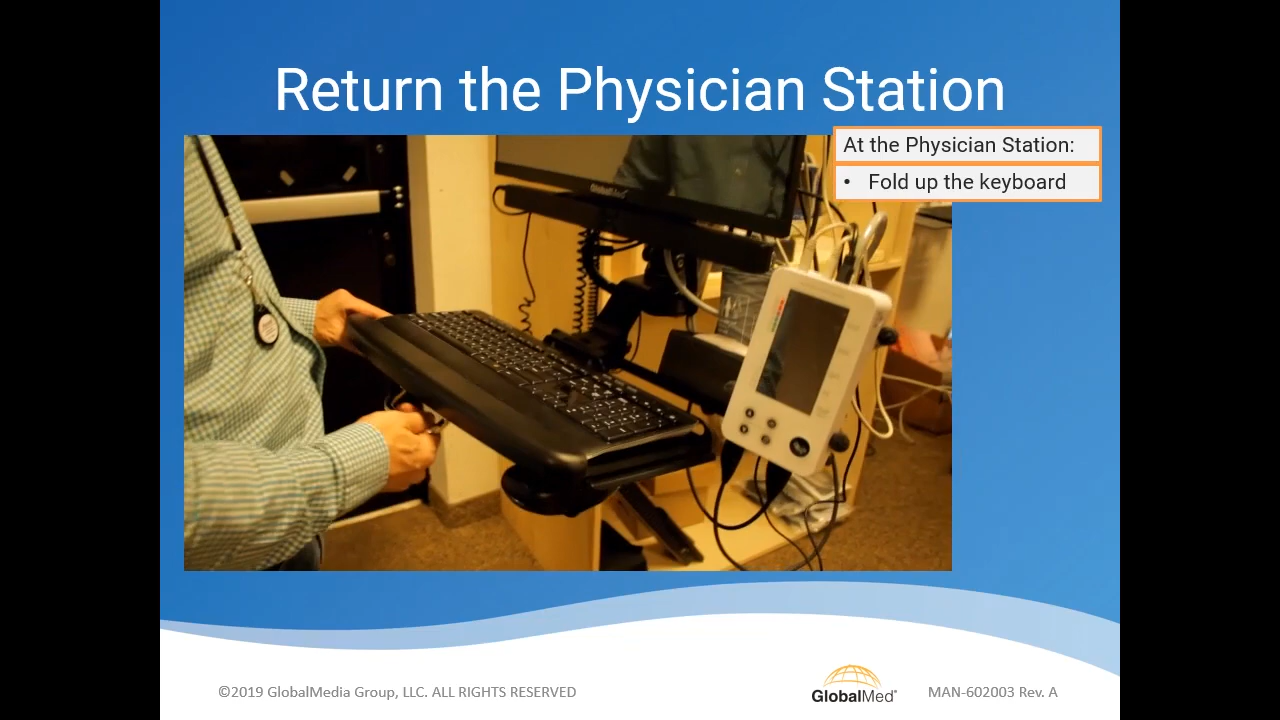 Return the Physician Station
At the Physician Station:
• Fold up the keyboard
GlobalMed
©2019 GlobalMedia Group, LLC. ALL RIGHTS RESERVED
GlobalMed®
MAN-602003 Rev. A